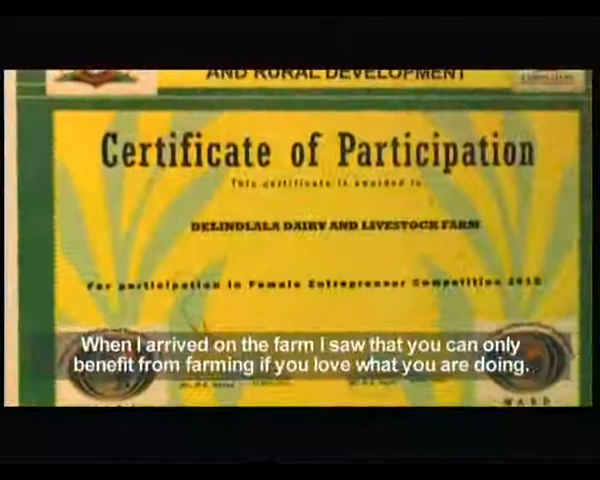 AND RURAL DEVELOPMENT
Certificate of Participation
This certificate is awarded to
DELINDLALA DAIRY AND LIVESTOCK FARM
For participation in Female Entrepreneur Competition 2010
When I arrived on the farm I saw that you can only
benefit from farming if you love what you are doing.
WARD